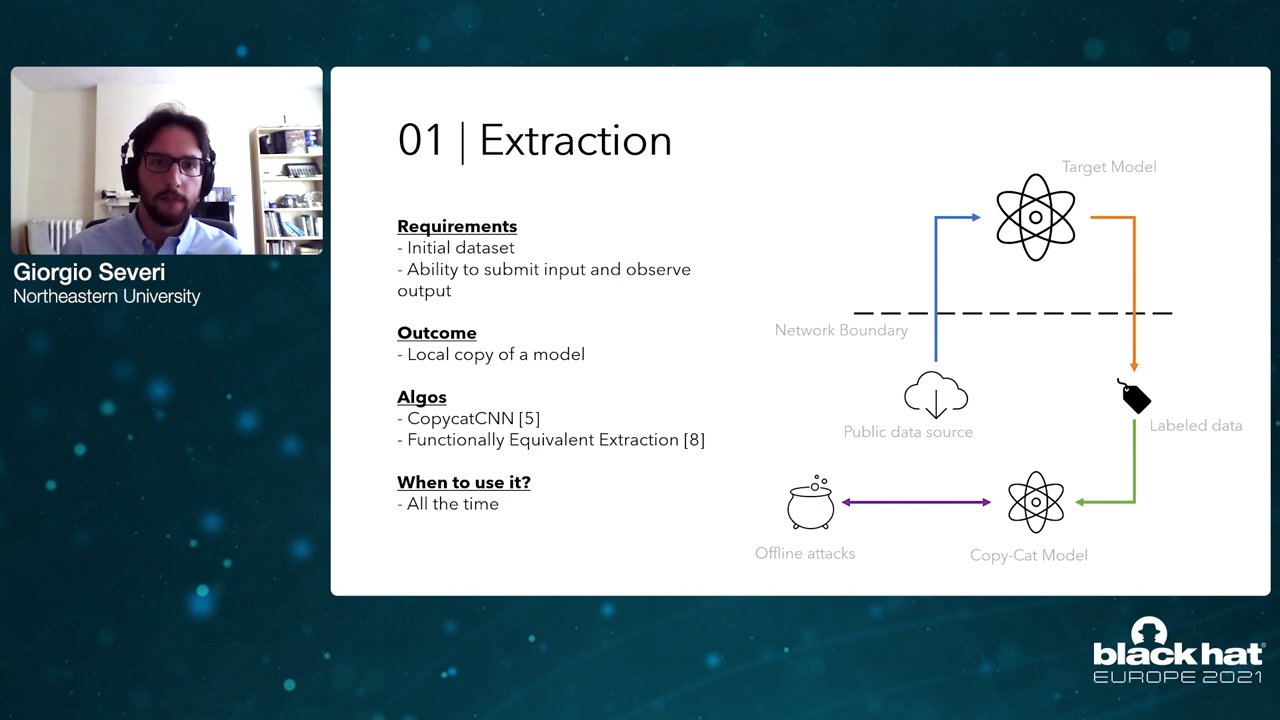 Giorgio Severi
Northeastern University
01 | Extraction
Requirements
- Initial dataset
- Ability to submit input and observe
output
Outcome
- Local copy of a model
Algos
- CopycatCNN [5]
- Functionally Equivalent Extraction [8]
When to use it?
- All the time
Target Model
Network Boundary
Public data source
Labeled data
Offline attacks
Copy-Cat Model
black hat
EUROPE 2021